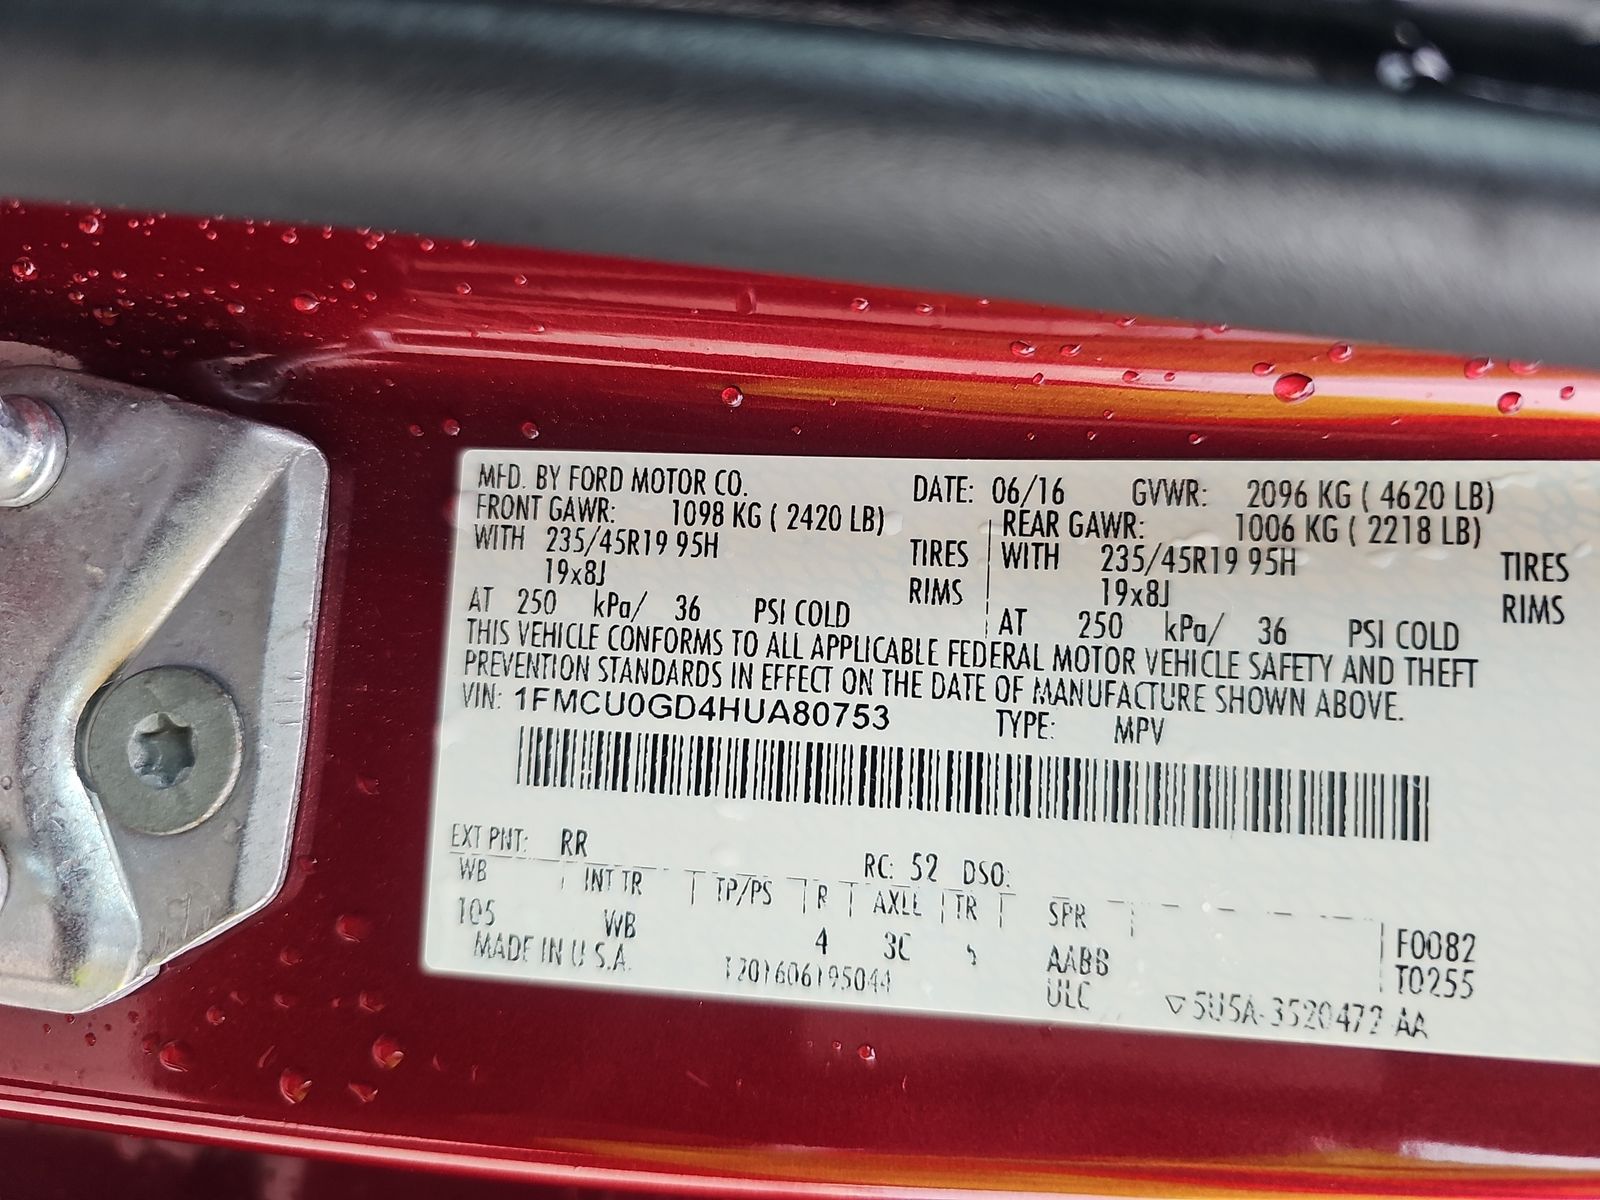 MFD. BY FORD MOTOR CO. DATE: 06/16 GVWR: 2096 KG ( 4620 LB)
FRONT GAWR: 1098 KG ( 2420 LB) REAR GAWR: 1006 KG ( 2218 LB)
WITH 235/45R19 95H TIRES WITH 235/45R19 95H TIRES
19x8J RIMS 19x8J RIMS
AT 250 kPa/ 36 PSI COLD AT 250 kPa/ 36 PSI COLD
THIS VEHICLE CONFORMS TO ALL APPLICABLE FEDERAL MOTOR VEHICLE SAFETY AND THEFT
PREVENTION STANDARDS IN EFFECT ON THE DATE OF MANUFACTURE SHOWN ABOVE.
VIN: 1FMCU0GD4HUA80753 TYPE: MPV
EXT PNT: RR RC: 52 DSO:
WB INT TR TP/PS R AXLE TR SPR
105 WB 4 3C AABB F0082
MADE IN U.S.A. ULC T0255
T201606195044 5U5A-3520472-AA